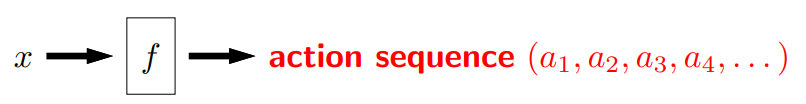 x f action sequence (a₁, a₂, a₃, a₄, . . . )